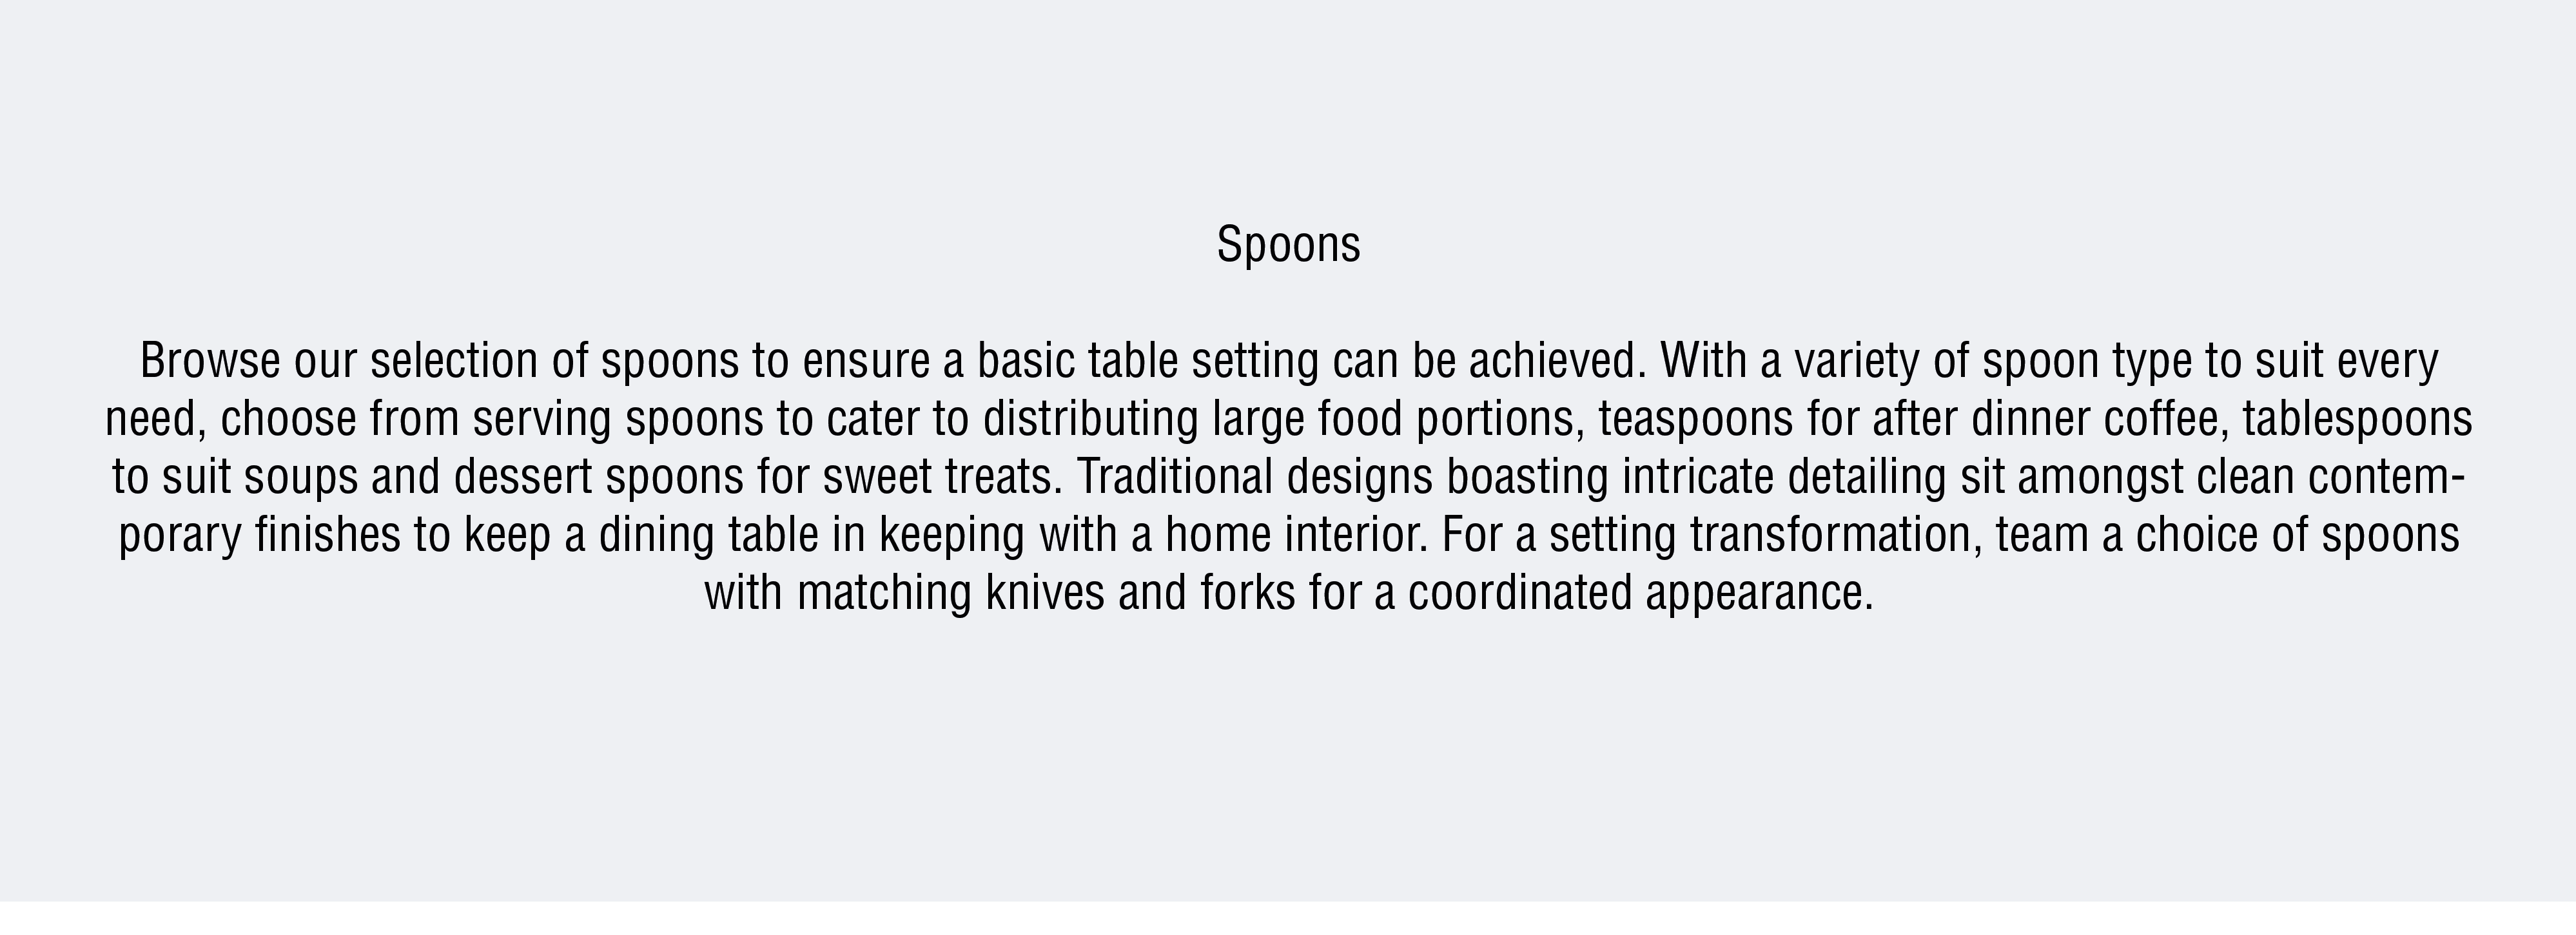 Spoons
Browse our selection of spoons to ensure a basic table setting can be achieved. With a variety of spoon type to suit every
need, choose from serving spoons to cater to distributing large food portions, teaspoons for after dinner coffee, tablespoons
to suit soups and dessert spoons for sweet treats. Traditional designs boasting intricate detailing sit amongst clean contem-
porary finishes to keep a dining table in keeping with a home interior. For a setting transformation, team a choice of spoons
with matching knives and forks for a coordinated appearance.